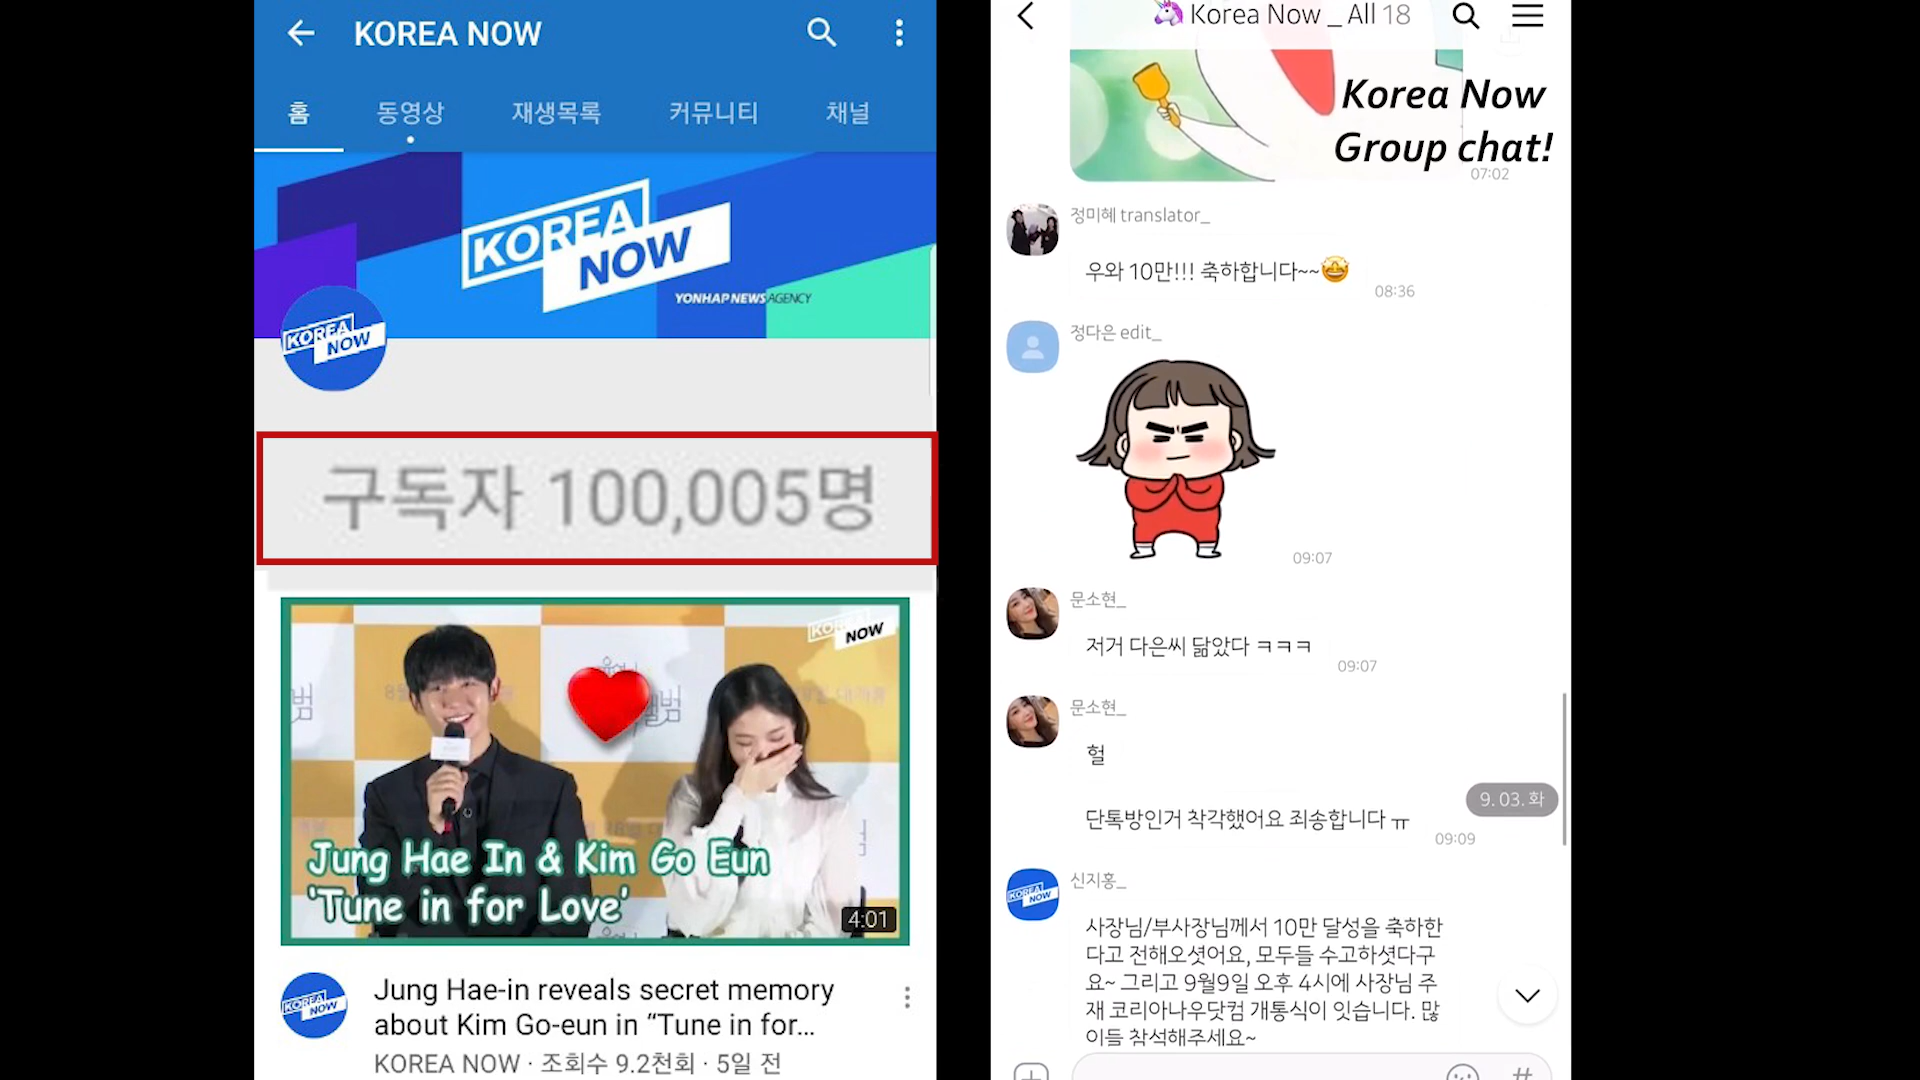 KOREA NOW
홈
동영상
재생목록
커뮤니티
채널
KOREA
NOW
YONHAP NEWS AGENCY
KOREA
NOW
구독자 100,005명
KOREA
NOW
Jung Hae In & Kim Go Eun
'Tune in for Love'
4:01
KOREA
NOW
Jung Hae-in reveals secret memory
about Kim Go-eun in “Tune in for...
KOREA NOW · 조회수 9.2천회 · 5일 전
Korea Now _ All 18
Korea Now
Group chat!
07:02
정미혜 translator_
우와 10만!!! 축하합니다~~
08:36
정다은 edit_
09:07
문소현_
저거 다은씨 닮았다 ㅋㅋㅋ
09:07
문소현_
헐
9. 03. 화
단톡방인거 착각했어요 죄송합니다 ㅠ
09:09
신지홍_
KOREA
NOW
사장님/부사장님께서 10만 달성을 축하한
다고 전해오셧어요, 모두들 수고하셧다구
요~ 그리고 9월9일 오후 4시에 사장님 주
재 코리아나우닷컴 개통식이 잇습니다. 많
이들 참석해주세요~
#